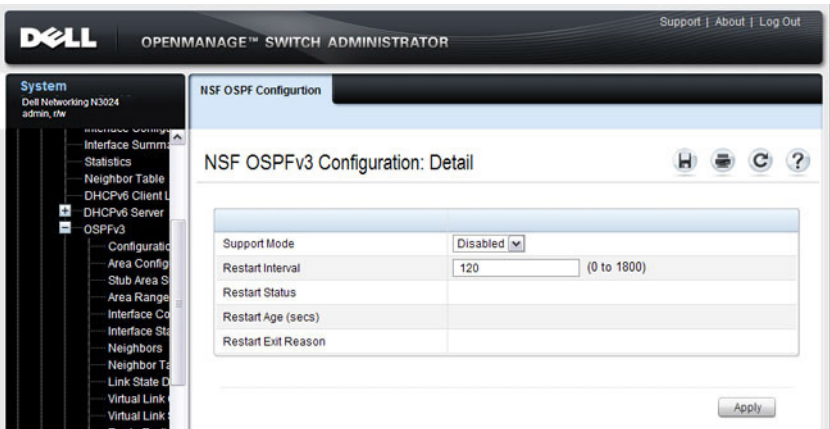 Support | About | Log Out
DELL OPENMANAGE™ SWITCH ADMINISTRATOR
System
Dell Networking N3024
admin, r/w
NSF OSPF Configurtion
Interface Summa
Statistics
Neighbor Table
DHCPv6 Client L
DHCPv6 Server
OSPFv3
Configuratio
Area Config
Stub Area S
Area Range
Interface Co
Interface Sta
Neighbors
Neighbor Ta
Link State D
Virtual Link
Virtual Link
NSF OSPFv3 Configuration: Detail
Support Mode Disabled
Restart Interval 120 (0 to 1800)
Restart Status
Restart Age (secs)
Restart Exit Reason
Apply